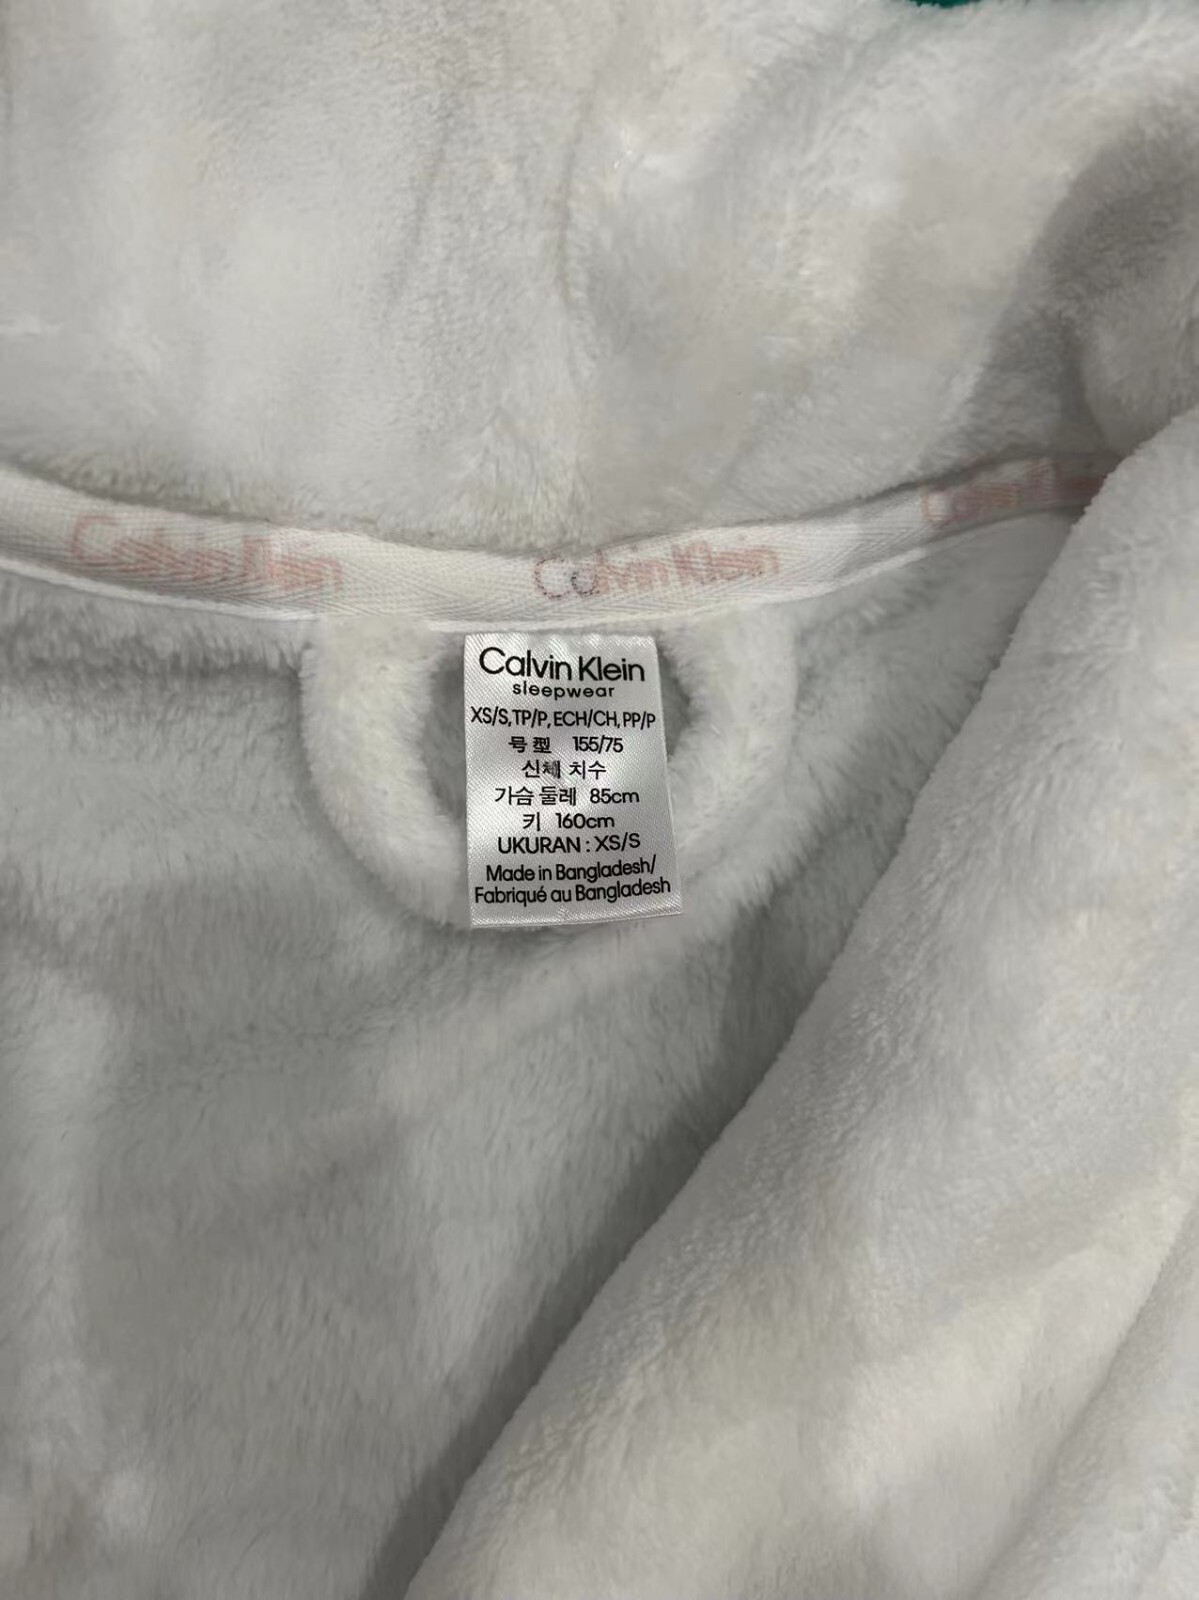 Calvin Klein Calvin Klein Calvin Klein
Calvin Klein
sleepwear
XS/S,TP/P, ECH/CH, PP/P
号型 155/75
신체 치수
가슴 둘레 85cm
키 160cm
UKURAN : XS/S
Made in Bangladesh/
Fabriqué au Bangladesh